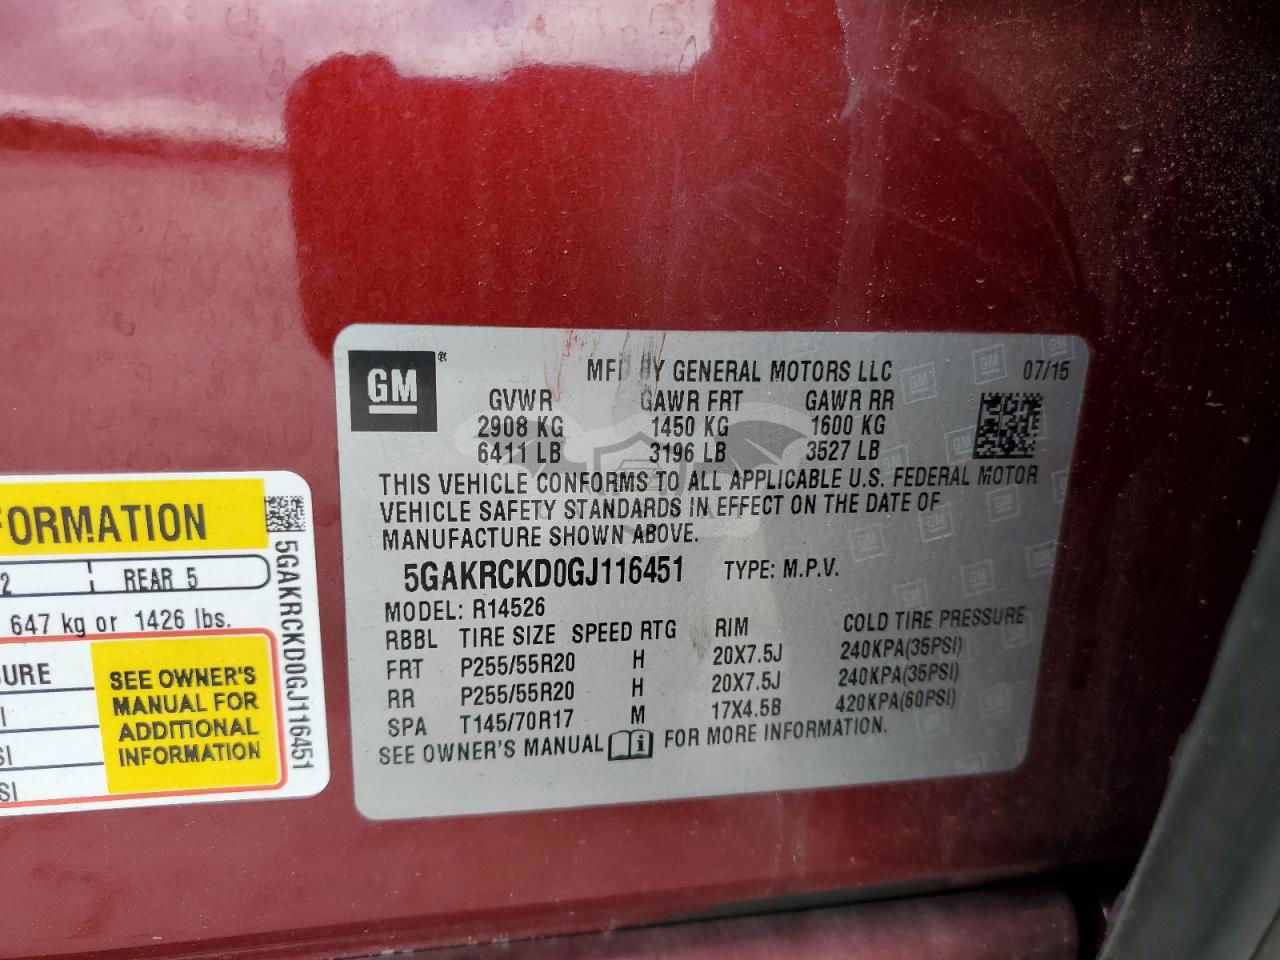 GM
MFD BY GENERAL MOTORS LLC 07/15
GVWR GAWR FRT GAWR RR
2908 KG 1450 KG 1600 KG
6411 LB 3196 LB 3527 LB
THIS VEHICLE CONFORMS TO ALL APPLICABLE U.S. FEDERAL MOTOR
VEHICLE SAFETY STANDARDS IN EFFECT ON THE DATE OF
MANUFACTURE SHOWN ABOVE.
5GAKRCKD0GJ116451 TYPE: M.P.V.
MODEL: R14526
RBBL TIRE SIZE SPEED RTG RIM COLD TIRE PRESSURE
FRT P255/55R20 H 20X7.5J 240KPA(35PSI)
RR P255/55R20 H 20X7.5J 240KPA(35PSI)
SPA T145/70R17 M 17X4.5B 420KPA(60PSI)
SEE OWNER'S MANUAL FOR MORE INFORMATION.
FORMATION
2 REAR 5
647 kg or 1426 lbs.
SURE
SI
SI
SEE OWNER'S
MANUAL FOR
ADDITIONAL
INFORMATION
5GAKRCKD0GJ116451